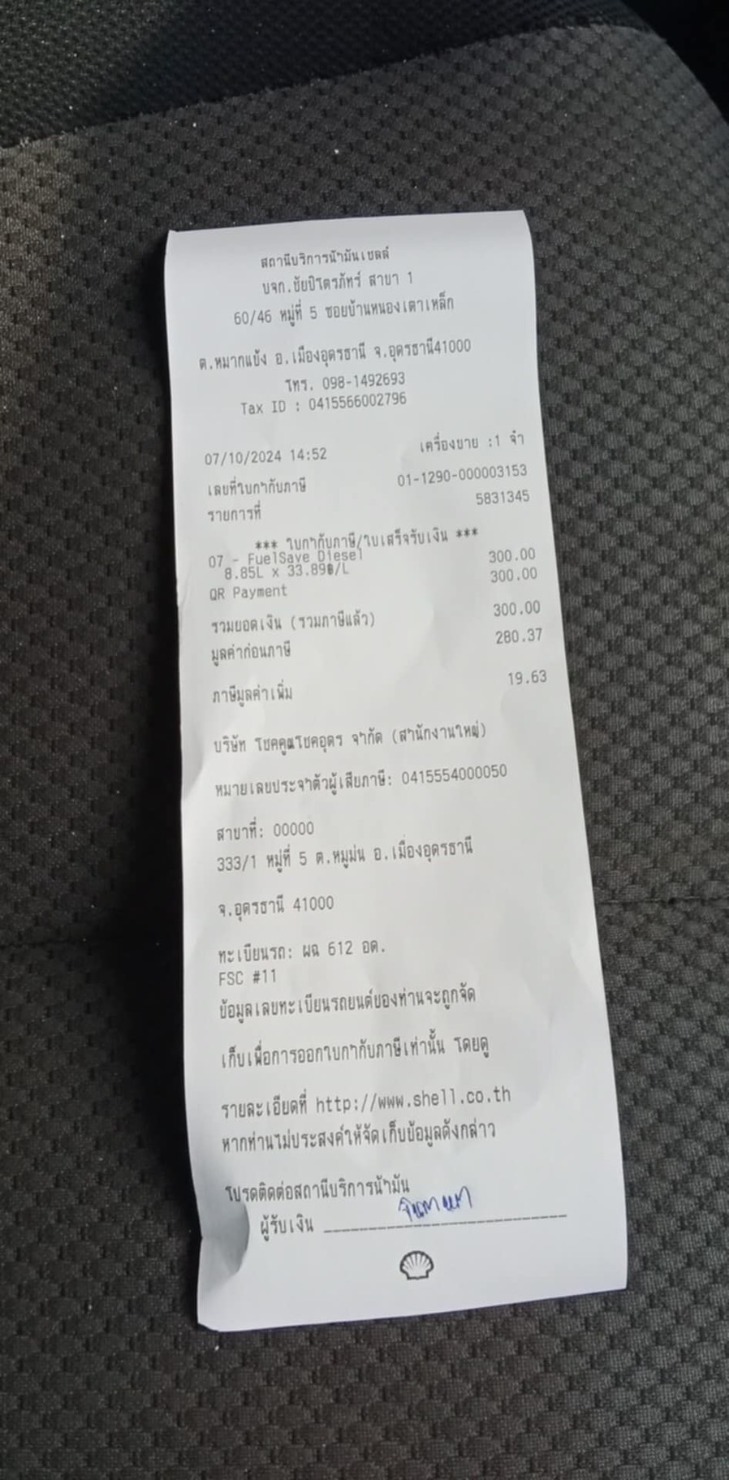 สถานีบริการน้ำมันเชลล์
บจก.ชัยปิตรภัทร์ สาขา 1
60/46 หมู่ที่ 5 ซอยบ้านหนองเตาเหล็ก
ต.หมากแข้ง อ.เมืองอุดรธานี จ.อุดรธานี41000
โทร. 098-1492693
Tax ID : 0415566002796
07/10/2024 14:52 เครื่องขาย :1 จำ
เลขที่ใบกำกับภาษี 01-1290-000003153
รายการที่ 5831345
*** ใบกำกับภาษี/ใบเสร็จรับเงิน ***
07 - FuelSave Diesel 300.00
8.85L x 33.89฿/L
QR Payment 300.00
รวมยอดเงิน (รวมภาษีแล้ว) 300.00
มูลค่าก่อนภาษี 280.37
ภาษีมูลค่าเพิ่ม 19.63
บริษัท โชคคูณโชคอุดร จำกัด (สำนักงานใหญ่)
หมายเลขประจำตัวผู้เสียภาษี: 0415554000050
สาขาที่: 00000
333/1 หมู่ที่ 5 ต.หมูม่น อ.เมืองอุดรธานี
จ.อุดรธานี 41000
ทะเบียนรถ: ผฉ 612 อด.
FSC #11
ข้อมูลเลขทะเบียนรถยนต์ของท่านจะถูกจัด
เก็บเพื่อการออกใบกำกับภาษีเท่านั้น โดยดู
รายละเอียดที่ http://www.shell.co.th
หากท่านไม่ประสงค์ให้จัดเก็บข้อมูลดังกล่าว
โปรดติดต่อสถานีบริการน้ำมัน
ผู้รับเงิน